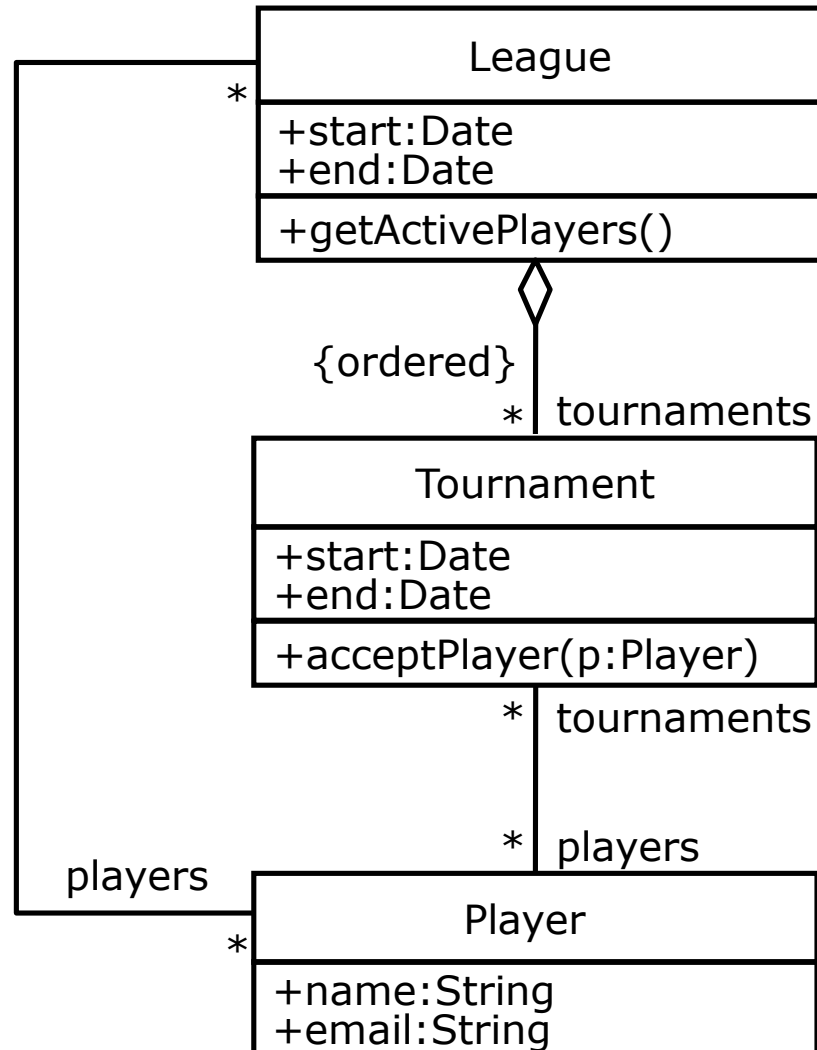 League
*
+start:Date
+end:Date
+getActivePlayers()
{ordered}
* tournaments
Tournament
+start:Date
+end:Date
+acceptPlayer(p:Player)
* tournaments
* players
players
Player
*
+name:String
+email:String